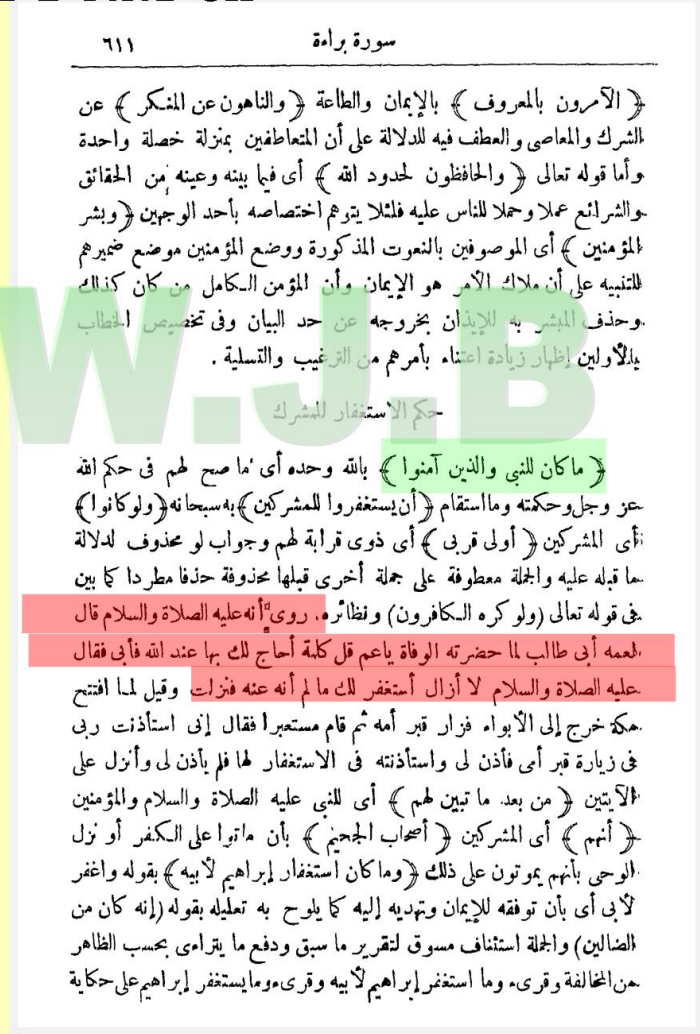 سورة براءة ٦١١
﴿ الآمرون بالمعروف ﴾ بالإيمان والطاعة ﴿ والناهون عن المنكر ﴾ عن
الشرك والمعاصى والعطف فيه للدلالة على أن المتعاطفين بمنزلة خصلة واحدة
وأما قوله تعالى ﴿ والحافظون لحدود الله ﴾ أى فيما بينه وعينه من الحقائق
والشرائع عملا وحملا للناس عليه فلئلا يتوهم اختصاصه بأحد الوجهين ﴿ وبشر
المؤمنين ﴾ أى الموصوفين بالنعوت المذكورة ووضع المؤمنين موضع ضميرهم
للتنبيه على أن ملاك الأمر هو الإيمان وأن المؤمن الكامل من كان كذلك
وحذف المبشر به للإيذان بخروجه عن حد البيان وفى تخصيص الخطاب
بالأولين إظهار زيادة اعتناء بأمرهم من الترغيب والتسلية .
W.J.B
حكم الاستغفار للمشرك
﴿ ما كان للنبى والذين آمنوا ﴾ بالله وحده أى ما صح لهم فى حكم الله
عز وجل وحكمته وما استقام ﴿ أن يستغفروا للمشركين ﴾ به سبحانه ﴿ ولو كانوا ﴾
أى المشركين ﴿ أولى قربى ﴾ أى ذوى قرابة لهم وجواب لو محذوف لدلالة
ما قبله عليه والجملة معطوفة على جملة أخرى قبلها محذوفة حذفا مطردا كما بين
فى قوله تعالى (ولو كره الكافرون) ونظائره. روى أنه عليه الصلاة والسلام قال
لعمه أبى طالب لما حضرته الوفاة ياعم قل كلمة أحاج لك بها عند الله فأبى فقال
عليه الصلاة والسلام لا أزال أستغفر لك ما لم أنه عنه فنزلت وقيل لما افتتح
مكة خرج إلى الأبواء فزار قبر أمه ثم قام مستعبرا فقال إنى استأذنت ربى
فى زيارة قبر أمى فأذن لى واستأذنته فى الاستغفار لها فلم يأذن لى وأنزل على
الآيتين ﴿ من بعد ما تبين لهم ﴾ أى للنبى عليه الصلاة والسلام والمؤمنين
﴿ أنهم ﴾ أى المشركين ﴿ أصحاب الجحيم ﴾ بأن ماتوا على الكفر أو نزل
الوحى بأنهم يموتون على ذلك ﴿ وما كان استغفار إبراهيم لأبيه ﴾ بقوله واغفر
لأبى أى بأن توفقه للإيمان وتهديه إليه كما يلوح به تعليله بقوله (إنه كان من
الضالين) والجملة استئناف مسوق لتقرير ما سبق ودفع ما يتراءى بحسب الظاهر
من المخالفة وقرىء وما استغفر إبراهيم لأبيه وقرىء وما يستغفر إبراهيم على حكاية